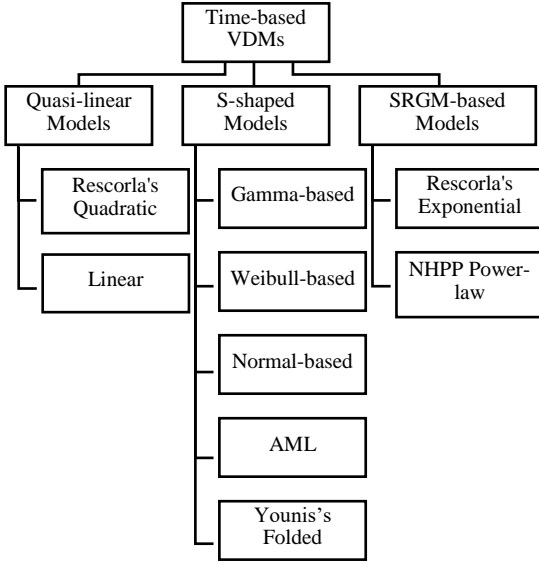 Time-based
VDMs
Quasi-linear
Models
S-shaped
Models
SRGM-based
Models
Rescorla's
Quadratic
Gamma-based
Rescorla's
Exponential
Linear
Weibull-based
NHPP Power-
law
Normal-based
AML
Younis’s
Folded